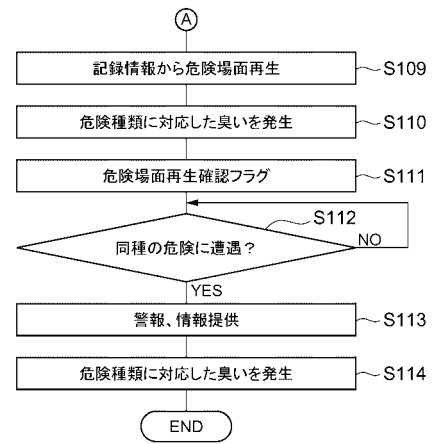 A
記録情報から危険場面再生 S109
危険種類に対応した臭いを発生 S110
危険場面再生確認フラグ S111
S112
同種の危険に遭遇？ NO
YES
警報、情報提供 S113
危険種類に対応した臭いを発生 S114
END